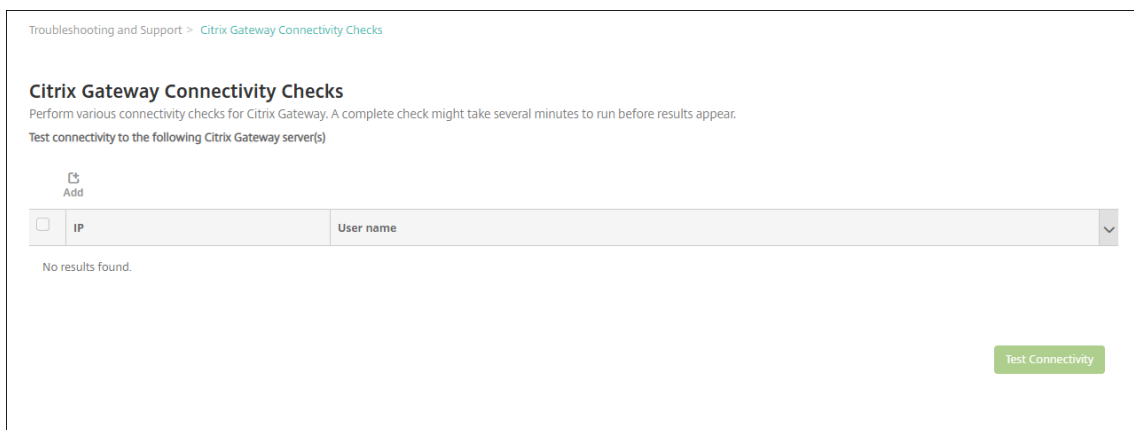 Troubleshooting and Support > Citrix Gateway Connectivity Checks
Citrix Gateway Connectivity Checks
Perform various connectivity checks for Citrix Gateway. A complete check might take several minutes to run before results appear.
Test connectivity to the following Citrix Gateway server(s)
Add
IP User name
No results found.
Test Connectivity